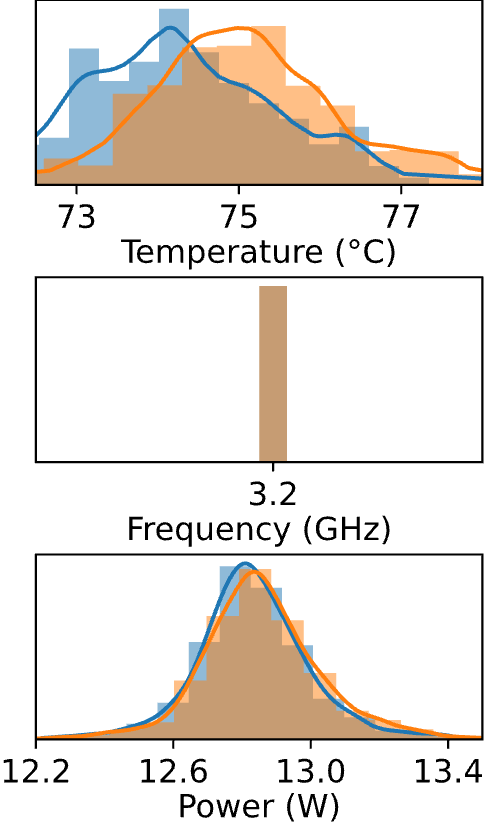 73 75 77
Temperature (°C)
3.2
Frequency (GHz)
12.2 12.6 13.0 13.4
Power (W)